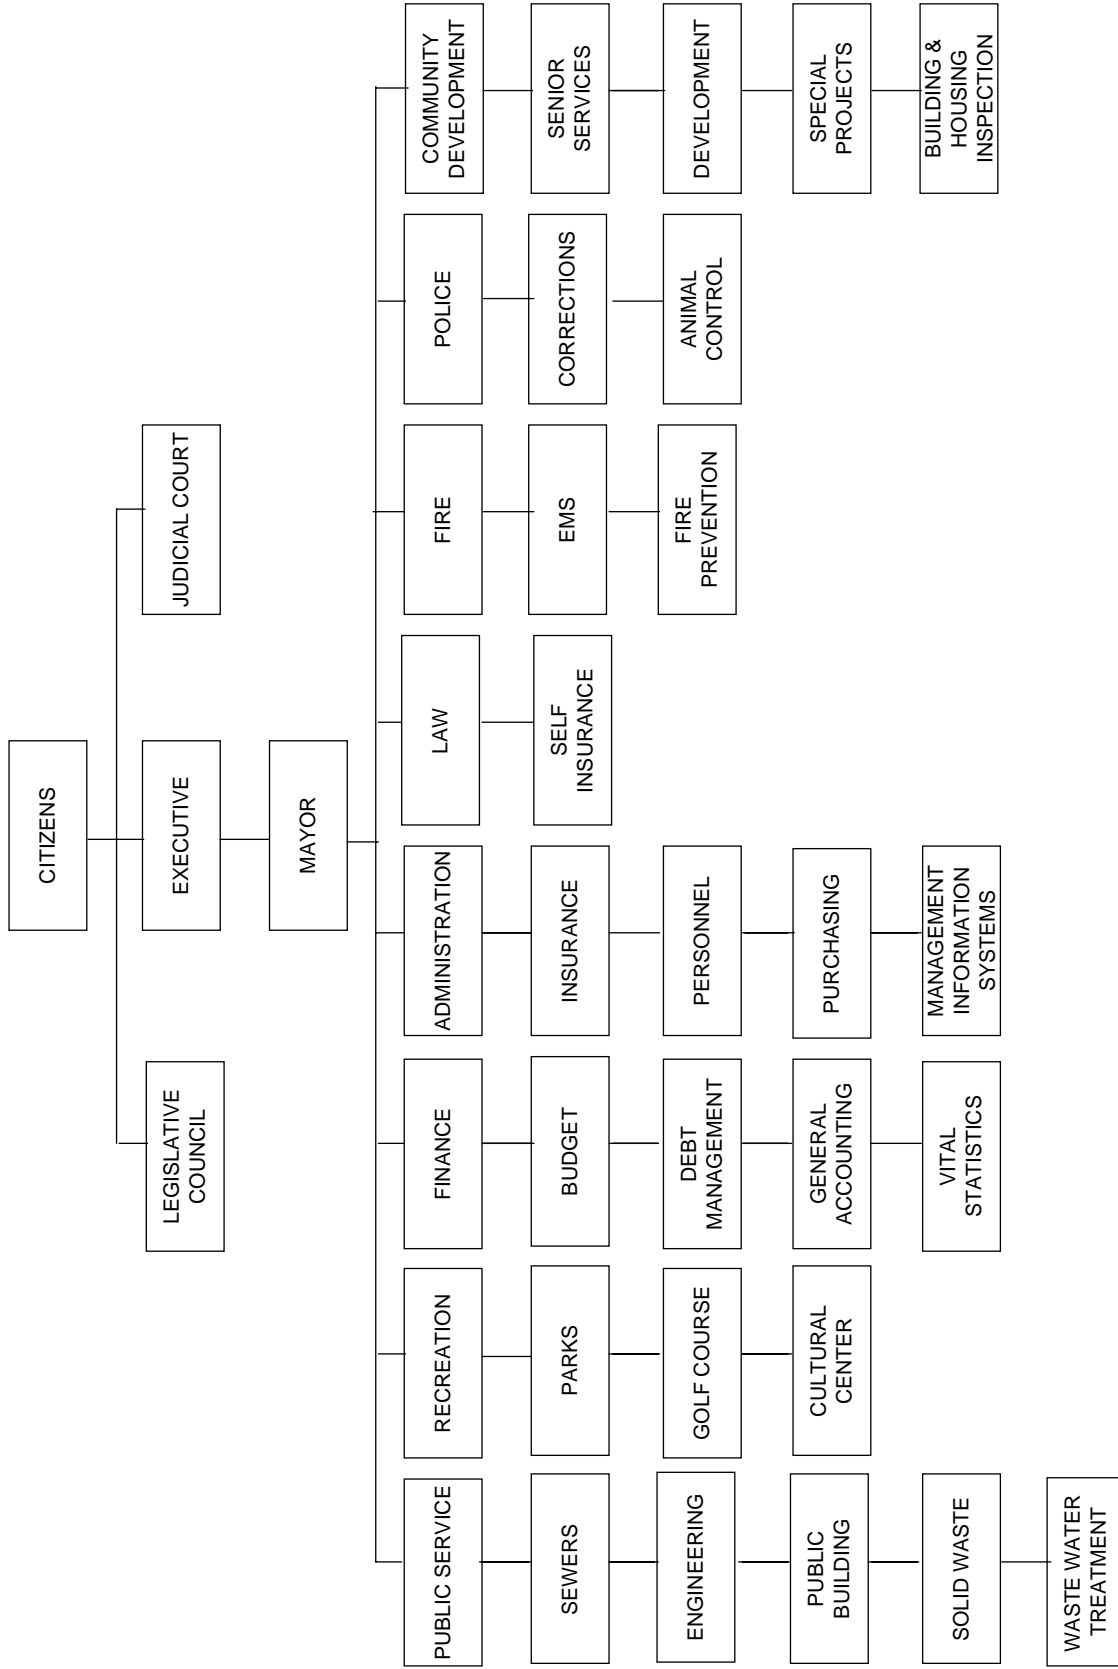 CITIZENS
LEGISLATIVE
COUNCIL
EXECUTIVE
JUDICIAL COURT
MAYOR
PUBLIC SERVICE
RECREATION
FINANCE
ADMINISTRATION
LAW
FIRE
POLICE
COMMUNITY
DEVELOPMENT
SEWERS
PARKS
BUDGET
INSURANCE
SELF
INSURANCE
EMS
CORRECTIONS
SENIOR
SERVICES
ENGINEERING
GOLF COURSE
DEBT
MANAGEMENT
PERSONNEL
FIRE
PREVENTION
ANIMAL
CONTROL
DEVELOPMENT
PUBLIC
BUILDING
CULTURAL
CENTER
GENERAL
ACCOUNTING
PURCHASING
SPECIAL
PROJECTS
SOLID WASTE
VITAL
STATISTICS
MANAGEMENT
INFORMATION
SYSTEMS
BUILDING &
HOUSING
INSPECTION
WASTE WATER
TREATMENT